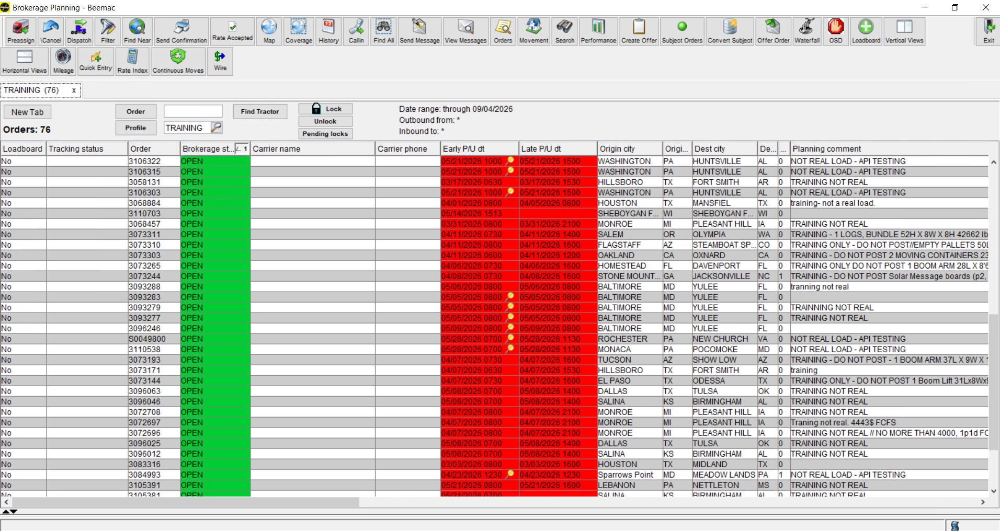 Brokerage Planning - Beemac
Preassign \Cancel Dispatch Filter Find Near Send Confirmation Rate Accepted Map Coverage History Callin Find All Send Message View Messages Orders Movement Search Performance Create Offer Subject Orders Convert Subject Offer Order Waterfall OSD Loadboard Vertical Views Exit
Horizontal Views Mileage Quick Entry Rate Index Continuous Moves Wire
TRAINING (76) x
New Tab Order Find Tractor Lock Date range: through 09/04/2026
Unlock Outbound from: *
Orders: 76 Profile TRAINING Pending locks Inbound to: *
Loadboard Tracking status Order Brokerage st... 1 Carrier name Carrier phone Early P/U dt Late P/U dt Origin city Origi... Dest city De... ... Planning comment
No 3106322 OPEN 05/21/2026 1000 05/21/2026 1500 WASHINGTON PA HUNTSVILLE AL 0 NOT REAL LOAD - API TESTING
No 3106315 OPEN 05/21/2026 1000 05/21/2026 1500 WASHINGTON PA HUNTSVILLE AL 0 NOT REAL LOAD - API TESTING
No 3058131 OPEN 03/17/2026 0630 03/17/2026 1530 HILLSBORO TX FORT SMITH AR 0 TRAINING NOT REAL
No 3106303 OPEN 05/21/2026 1000 05/21/2026 1500 WASHINGTON PA HUNTSVILLE AL 0 NOT REAL LOAD - API TESTING
No 3068884 OPEN 04/01/2026 0800 04/05/2026 0800 HOUSTON TX MANSFIEL TX 0 training- not a real load.
No 3110703 OPEN 05/14/2026 1513 SHEBOYGAN F... WI SHEBOYGAN F... WI 0
No 3068457 OPEN 03/31/2026 0800 03/31/2026 2100 MONROE MI PLEASANT HILL IA 0 TRAINING NOT REAL
No 3073311 OPEN 04/11/2026 0730 04/11/2026 1400 SALEM OR OLYMPIA WA 0 TRAINING - 1 LOGS, BUNDLE 52H X 8W X 8H 42662 lb
No 3073310 OPEN 04/11/2026 0800 04/11/2026 1600 FLAGSTAFF AZ STEAMBOAT SP... CO 0 TRAINING ONLY - DO NOT POST//EMPTY PALLETS 50L
No 3073303 OPEN 04/11/2026 0600 04/11/2026 1200 OAKLAND CA OXNARD CA 0 TRAINING - DO NOT POST 2 MOVING CONTAINERS 23
No 3073265 OPEN 04/06/2026 0730 04/06/2026 1600 HOMESTEAD FL DAVENPORT FL 0 TRAINING ONLY DO NOT POST 1 BOOM ARM 28L X 8'6
No 3073244 OPEN 04/08/2026 0730 04/08/2026 1600 STONE MOUNT... GA JACKSONVILLE NC 1 TRAINING - DO NOT POST Solar Message boards (p2,
No 3093288 OPEN 05/06/2026 0800 05/06/2026 0800 BALTIMORE MD YULEE FL 0 tranning not real
No 3093283 OPEN 05/05/2026 0800 05/05/2026 0800 BALTIMORE MD YULEE FL 0
No 3093279 OPEN 05/05/2026 0800 05/05/2026 0800 BALTIMORE MD YULEE FL 0 TRAINNING NOT REAL
No 3093277 OPEN 05/05/2026 0800 05/05/2026 0800 BALTIMORE MD YULEE FL 0 TRAINING NOT REAL
No 3096246 OPEN 05/09/2026 0800 05/09/2026 0800 BALTIMORE MD YULEE FL 0
No S0049800 OPEN 05/28/2026 0700 05/28/2026 1130 ROCHESTER PA NEW CHURCH VA 0 NOT REAL LOAD - API TESTING
No 3110538 OPEN 05/28/2026 0700 05/28/2026 1130 MONACA PA POCOMOKE MD 0 NOT REAL LOAD - API TESTING
No 3073193 OPEN 04/07/2026 0730 04/07/2026 1600 TUCSON AZ SHOW LOW AZ 0 TRAINING - DO NOT POST - 1 BOOM ARM 37L X 9W X 1
No 3073171 OPEN 04/07/2026 0630 04/07/2026 1530 HILLSBORO TX FORT SMITH AR 0 training
No 3073144 OPEN 04/07/2026 0730 04/07/2026 1600 EL PASO TX ODESSA TX 0 TRAINING ONLY - DO NOT POST 1 Boom Lift 31Lx8Wx9
No 3096063 OPEN 05/08/2026 0700 05/08/2026 1400 DALLAS TX TULSA OK 0 TRAINING NOT REAL
No 3096046 OPEN 05/08/2026 0700 05/08/2026 1400 SALINA KS BIRMINGHAM AL 0 TRAINING NOT REAL
No 3072708 OPEN 04/07/2026 0800 04/07/2026 2100 MONROE MI PLEASANT HILL IA 0 TRAINING NOT REAL
No 3072697 OPEN 04/07/2026 0800 04/07/2026 2100 MONROE MI PLEASANT HILL IA 0 Traning not real. 4443$ FCFS
No 3072696 OPEN 04/07/2026 0800 04/07/2026 2100 MONROE MI PLEASANT HILL IA 0 TRAINING NOT REAL // NO MORE THAN 4000, 1p1d FC
No 3096025 OPEN 05/08/2026 0700 05/08/2026 1400 DALLAS TX TULSA OK 0 TRAINING NOT REAL
No 3096012 OPEN 05/08/2026 0700 05/08/2026 1400 SALINA KS BIRMINGHAM AL 0 TRAINING NOT REAL
No 3083316 OPEN 03/03/2026 0800 03/03/2026 1600 HOUSTON TX MIDLAND TX 0
No 3084993 OPEN 04/23/2026 1230 04/23/2026 1230 Sparrows Point MD MEADOW LANDS PA 1 NOT REAL LOAD - API TESTING
No 3105391 OPEN 05/21/2026 0800 05/21/2026 1600 LEBANON PA NETTLETON MS 0 TRAINING NOT REAL
No 3105381 OPEN 05/21/2026 0700 SALINA KS BIRMINGHAM AL 0 TRAINING NOT REAL